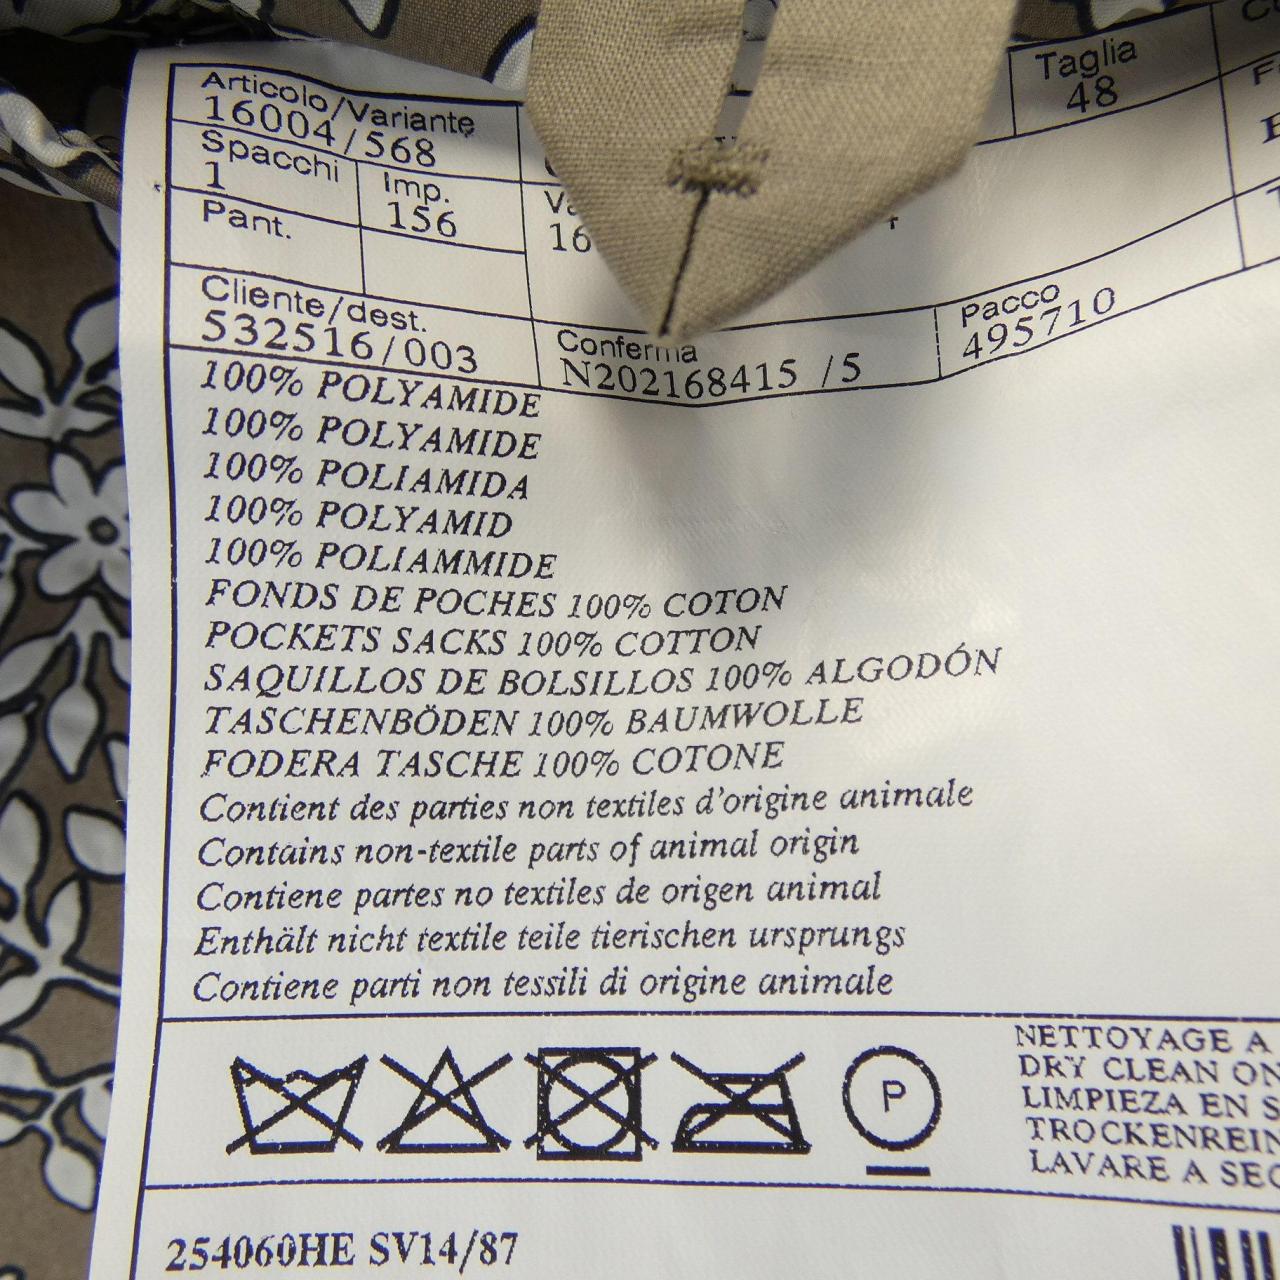 Articolo/Variante
16004/568
Taglia
48
Spacchi
1
Imp.
156
Pant.
16
Cliente/dest.
532516/003
Conferma
N202168415 /5
Pacco
495710
100% POLYAMIDE
100% POLYAMIDE
100% POLIAMIDA
100% POLYAMID
100% POLIAMMIDE
FONDS DE POCHES 100% COTON
POCKETS SACKS 100% COTTON
SAQUILLOS DE BOLSILLOS 100% ALGODÓN
TASCHENBÖDEN 100% BAUMWOLLE
FODERA TASCHE 100% COTONE
Contient des parties non textiles d'origine animale
Contains non-textile parts of animal origin
Contiene partes no textiles de origen animal
Enthält nicht textile teile tierischen ursprungs
Contiene parti non tessili di origine animale
P
NETTOYAGE A
DRY CLEAN ON
LIMPIEZA EN S
TROCKENREIN
LAVARE A SEC
254060HE SV14/87